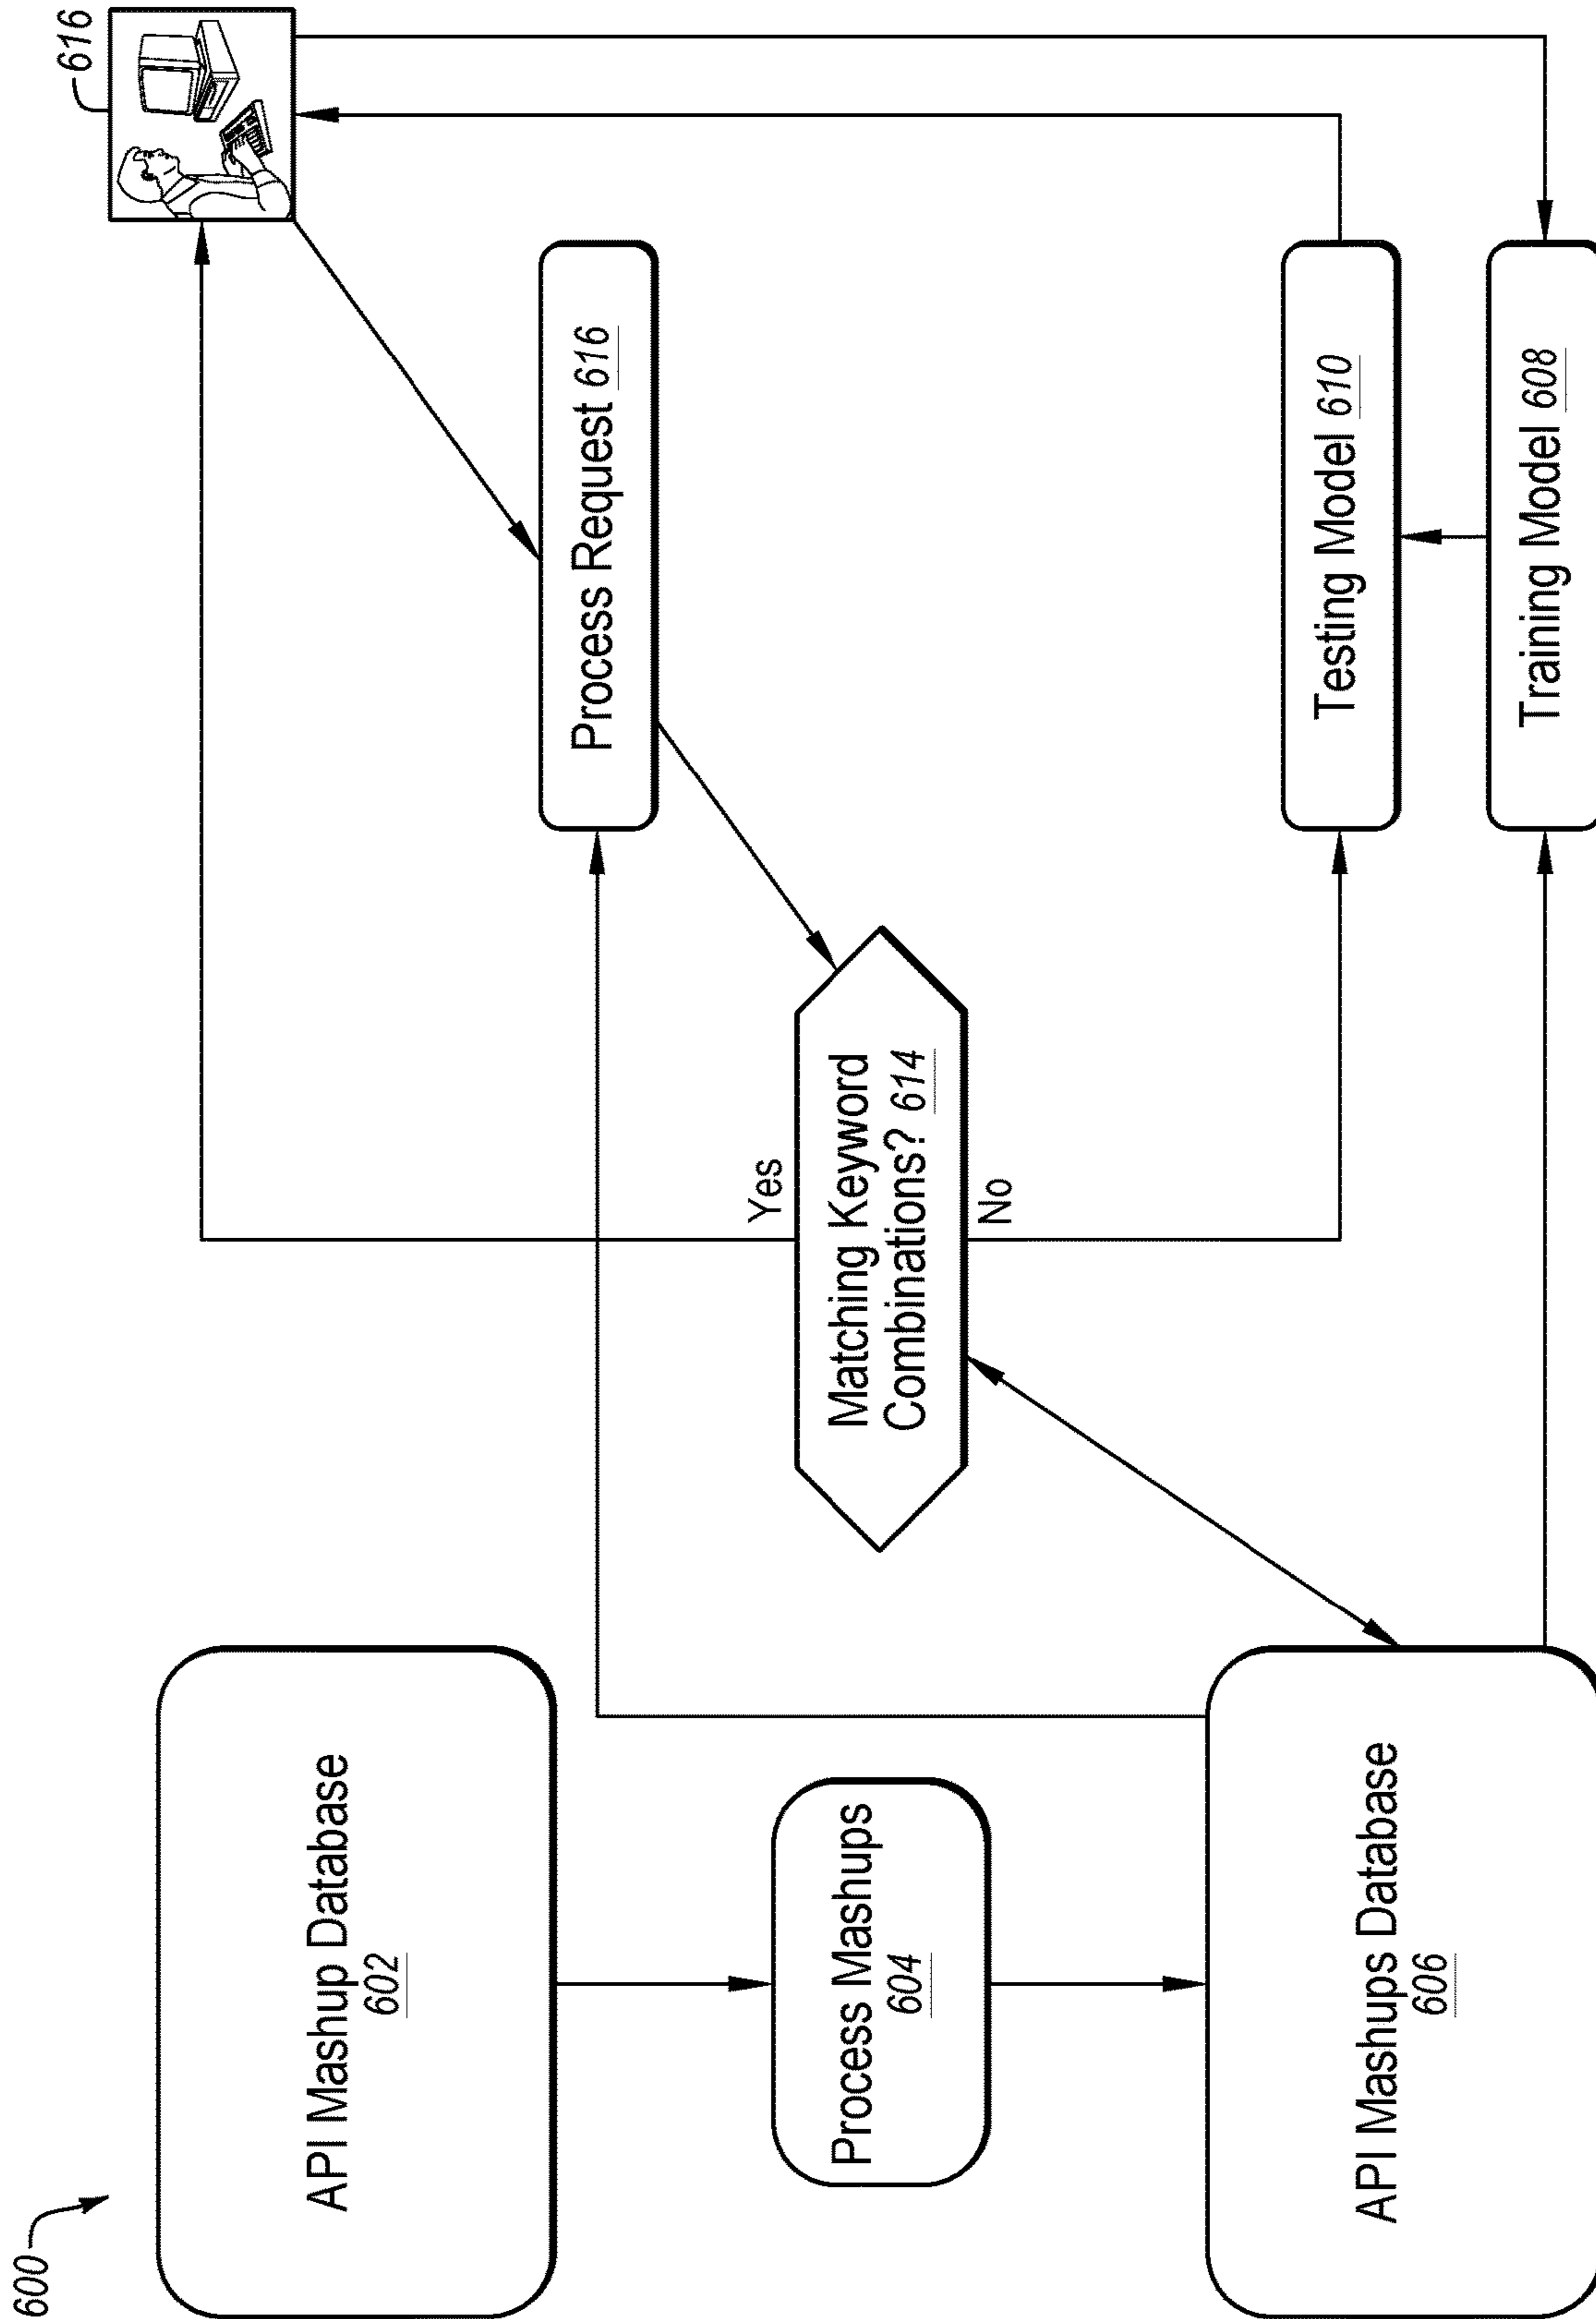 600
API Mashup Database
602
Process Mashups
604
API Mashups Database
606
Yes
Matching Keyword
Combinations? 614
No
616
Process Request 616
Testing Model 610
Training Model 608